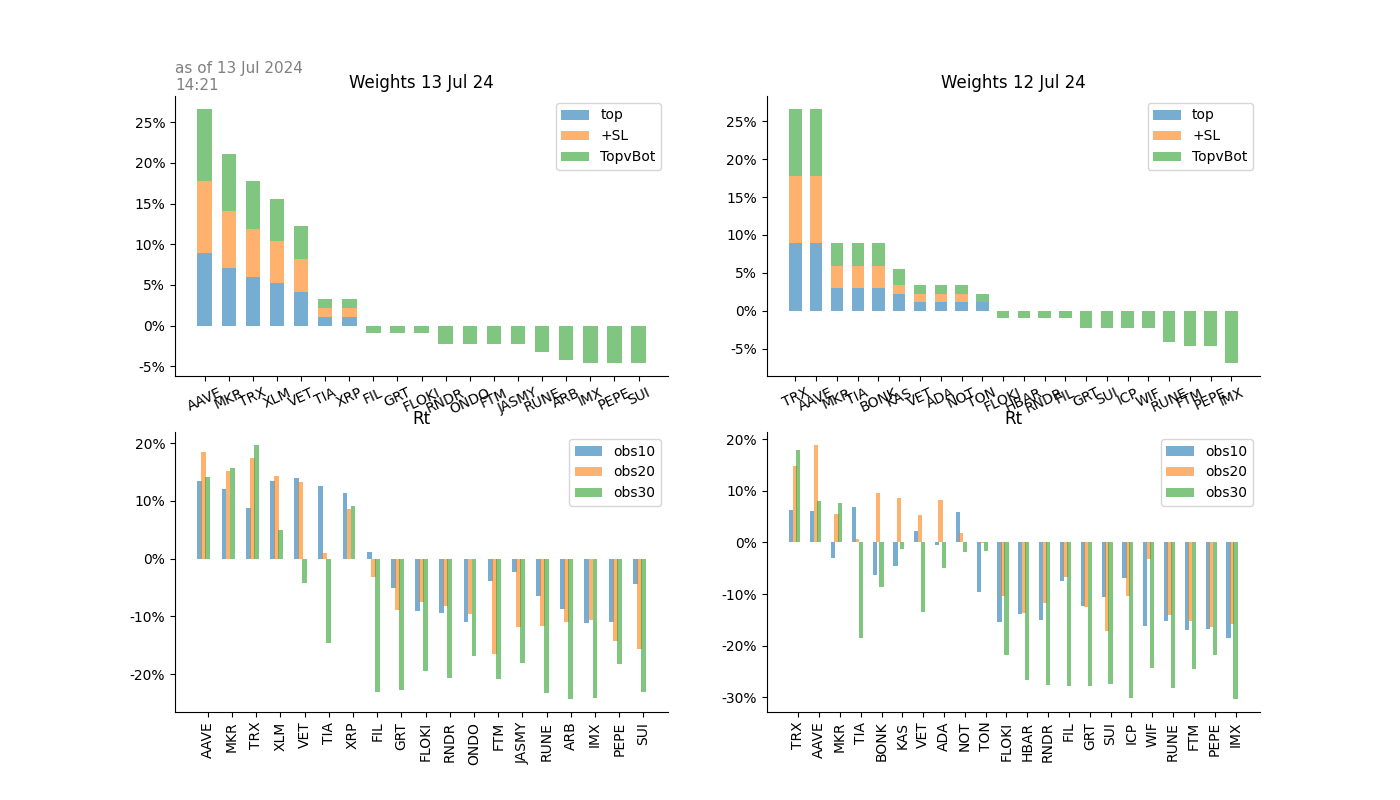 as of 13 Jul 2024
14:21
Weights 13 Jul 24
25%
20%
15%
10%
5%
0%
-5%
top
+SL
TopvBot
AAVE MKR TRX XLM VET TIA XRP FIL GRT FLOKI RNDR ONDO FTM JASMY RUNE ARB IMX PEPE SUI
Weights 12 Jul 24
25%
20%
15%
10%
5%
0%
-5%
top
+SL
TopvBot
TRX AAVE MKR TIA BONK KAS VET ADA NOT TON FLOKI HBAR RNDR FIL GRT SUI ICP WIF RUNE FTM PEPE IMX
Rt
20%
10%
0%
-10%
-20%
obs10
obs20
obs30
AAVE MKR TRX XLM VET TIA XRP FIL GRT FLOKI RNDR ONDO FTM JASMY RUNE ARB IMX PEPE SUI
Rt
20%
10%
0%
-10%
-20%
-30%
obs10
obs20
obs30
TRX AAVE MKR TIA BONK KAS VET ADA NOT TON FLOKI HBAR RNDR FIL GRT SUI ICP WIF RUNE FTM PEPE IMX